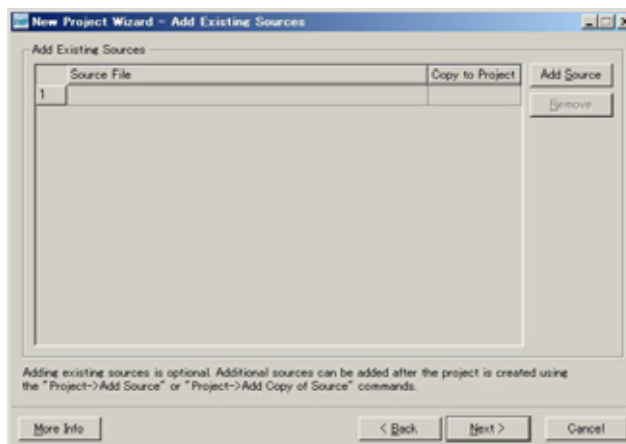 New Project Wizard - Add Existing Sources
Add Existing Sources
Source File Copy to Project Add Source
1 Remove
Adding existing sources is optional. Additional sources can be added after the project is created using
the "Project->Add Source" or "Project->Add Copy of Source" commands.
More Info < Back Next > Cancel